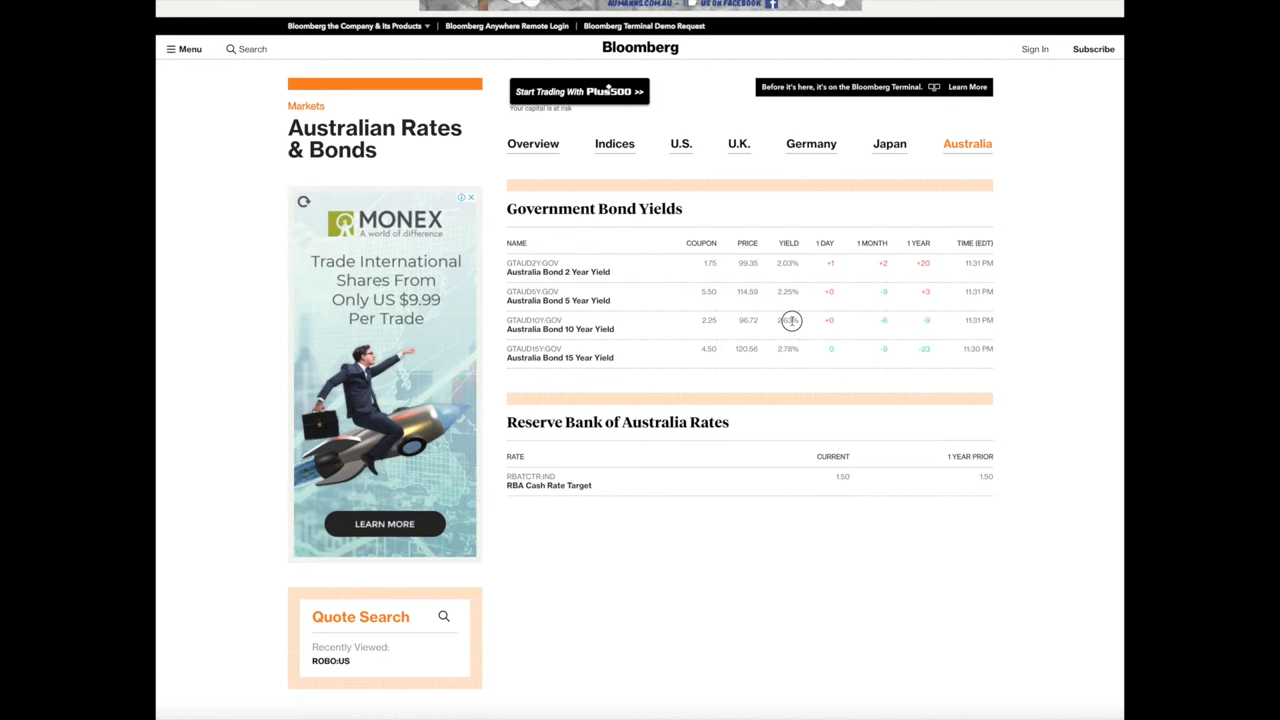 AUMANNS.COM.AU - US ON FACEBOOK f
Bloomberg the Company & Its Products | Bloomberg Anywhere Remote Login | Bloomberg Terminal Demo Request
Menu Search Bloomberg Sign In Subscribe
Markets
Australian Rates
& Bonds
Start Trading With Plus500 >>
Your capital is at risk
Before it's here, it's on the Bloomberg Terminal. Learn More
Overview Indices U.S. U.K. Germany Japan Australia
MONEX
A world of difference
Trade International
Shares From
Only US $9.99
Per Trade
LEARN MORE
Government Bond Yields
NAME COUPON PRICE YIELD 1 DAY 1 MONTH 1 YEAR TIME (EDT)
GTAUD2Y:GOV 1.75 99.35 2.03% +1 +2 +20 11:31 PM
Australia Bond 2 Year Yield
GTAUD5Y:GOV 5.50 114.59 2.25% +0 -9 +3 11:31 PM
Australia Bond 5 Year Yield
GTAUD10Y:GOV 2.25 96.72 +0 -6 -9 11:31 PM
Australia Bond 10 Year Yield
GTAUD15Y:GOV 4.50 120.56 2.78% 0 -9 -23 11:30 PM
Australia Bond 15 Year Yield
Reserve Bank of Australia Rates
RATE CURRENT 1 YEAR PRIOR
RBATCTR:IND 1.50 1.50
RBA Cash Rate Target
Quote Search
Recently Viewed:
ROBO:US